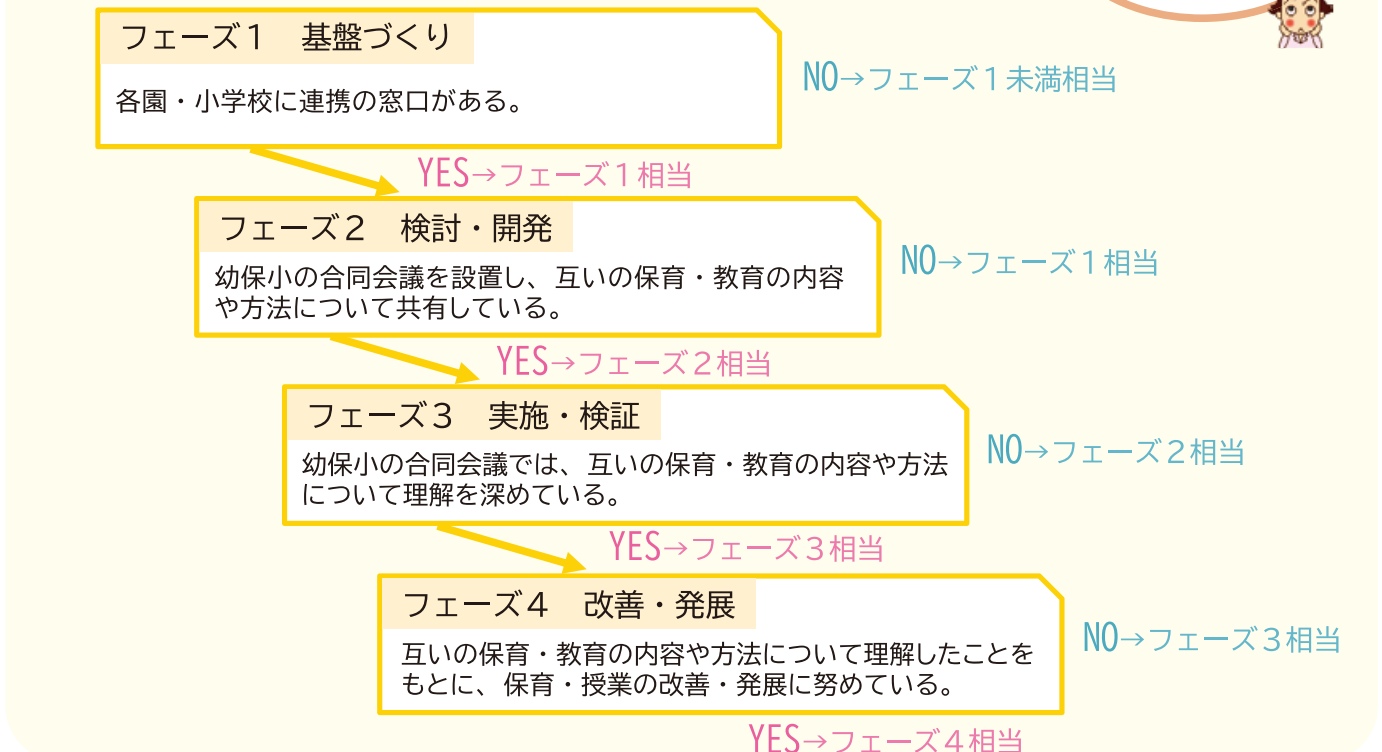 フェーズ１　基盤づくり
各園・小学校に連携の窓口がある。
NO→フェーズ１未満相当
YES→フェーズ１相当
フェーズ２　検討・開発
幼保小の合同会議を設置し、互いの保育・教育の内容
や方法について共有している。
NO→フェーズ１相当
YES→フェーズ２相当
フェーズ３　実施・検証
幼保小の合同会議では、互いの保育・教育の内容や方法
について理解を深めている。
NO→フェーズ２相当
YES→フェーズ３相当
フェーズ４　改善・発展
互いの保育・教育の内容や方法について理解したことを
もとに、保育・授業の改善・発展に努めている。
NO→フェーズ３相当
YES→フェーズ４相当